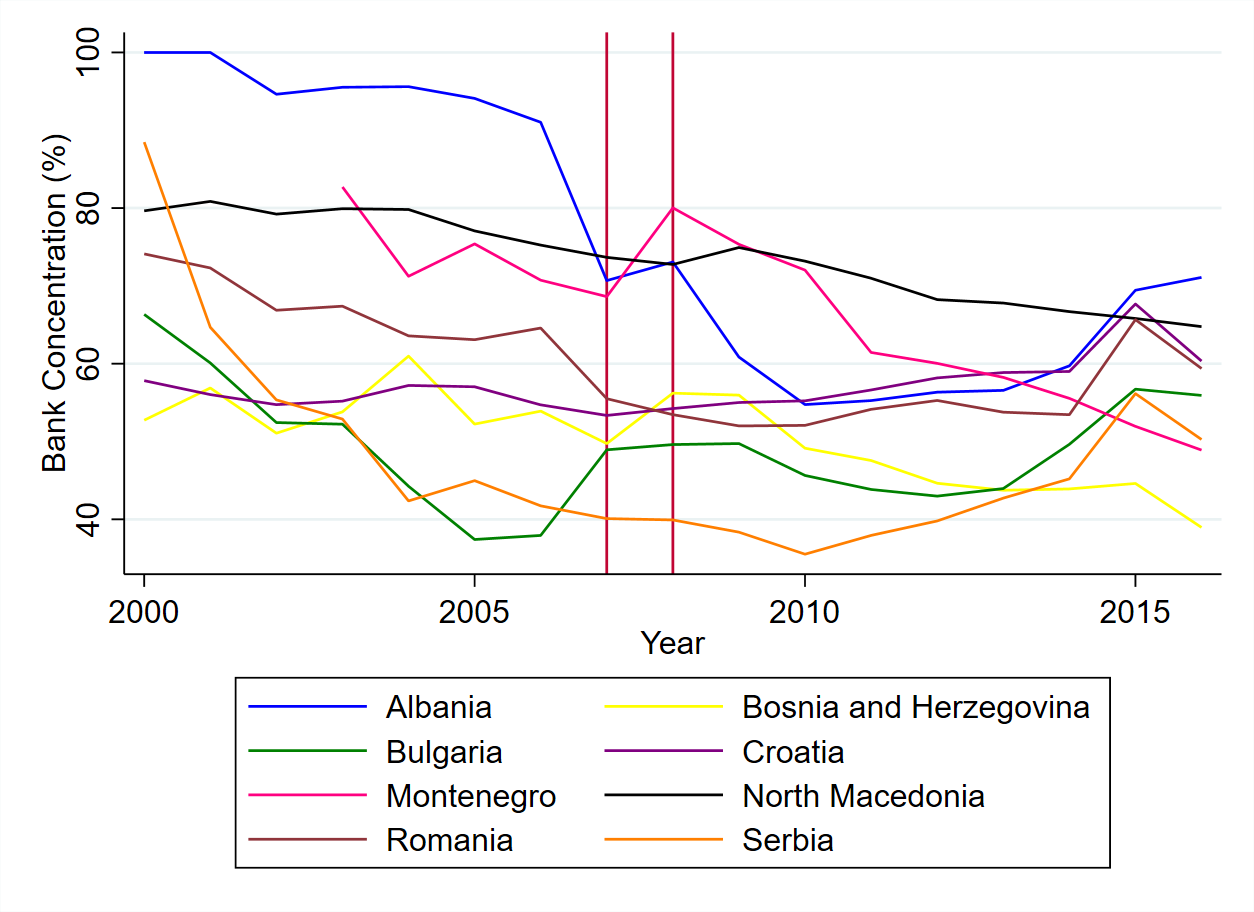 Bank Concentration (%)
100
80
60
40
2000 2005 2010 2015
Year
Albania Bosnia and Herzegovina
Bulgaria Croatia
Montenegro North Macedonia
Romania Serbia